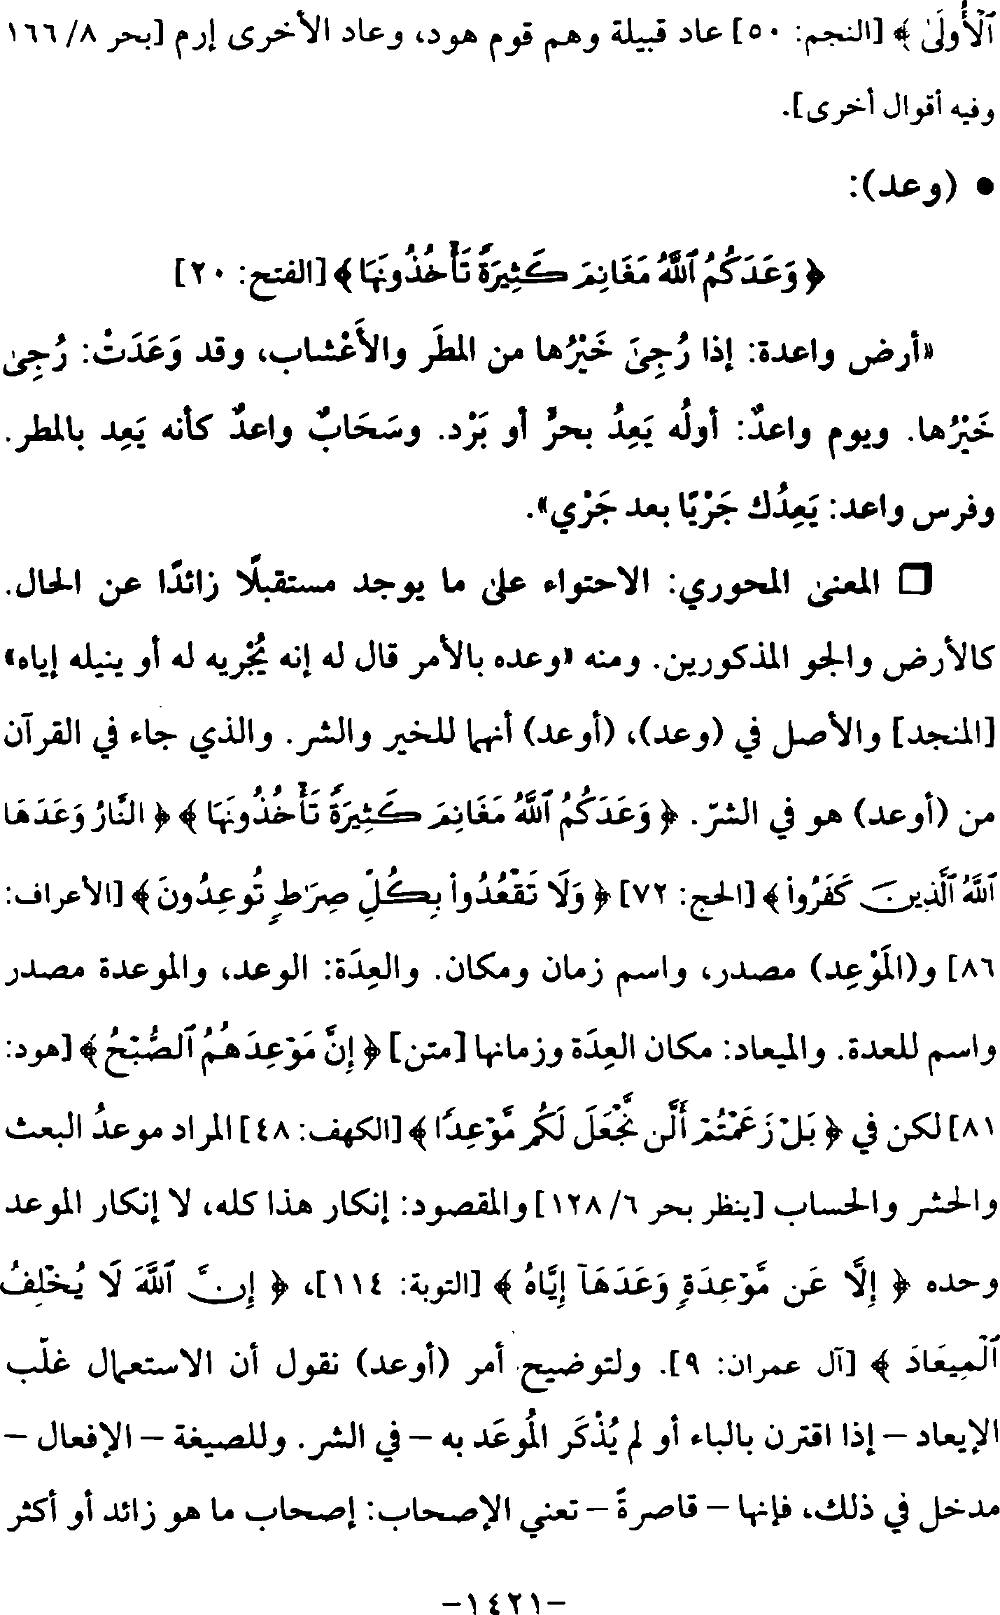 ٱلْأُولَىٰ ﴾ [النجم: ٥٠] عاد قبيلة وهم قوم هود، وعاد الأخرى إرم [بحر ٨/ ١٦٦
وفيه أقوال أخرى].
• (وعد):
﴿ وَعَدَكُمُ ٱللَّهُ مَغَانِمَ كَثِيرَةً تَأْخُذُونَهَا ﴾ [الفتح: ٢٠]
«أرض واعدة: إذا رُجِىَ خَيْرُها من المطَر والأَعْشاب، وقد وَعَدَتْ: رُجِىٰ
خَيْرُها. ويوم واعدٌ: أولُه يَعِدُ بحرٍّ أو بَرْد. وسَحَابٌ واعدٌ كأنه يَعِد بالمطر.
وفرس واعد: يَعِدُك جَرْيًا بعد جَرْي».
❒ المعنىٰ المحوري: الاحتواء علىٰ ما يوجد مستقبلًا زائدًا عن الحال.
كالأرض والجو المذكورين. ومنه «وعده بالأمر قال له إنه يُجْريه له أو ينيله إياه»
[المنجد] والأصل في (وعد)، (أوعد) أنهما للخير والشر. والذي جاء في القرآن
من (أوعد) هو في الشرّ. ﴿ وَعَدَكُمُ ٱللَّهُ مَغَانِمَ كَثِيرَةً تَأْخُذُونَهَا ﴾ ﴿ النَّارُ وَعَدَهَا
اللَّهُ ٱلَّذِينَ كَفَرُوا۟ ﴾ [الحج: ٧٢] ﴿ وَلَا تَقْعُدُوا۟ بِكُلِّ صِرَٰطٍ تُوعِدُونَ ﴾ [الأعراف:
٨٦] و(المَوْعِد) مصدر، واسم زمان ومكان. والعِدَة: الوعد، والموعدة مصدر
واسم للعدة. والميعاد: مكان العِدَة وزمانها [متن] ﴿ إِنَّ مَوْعِدَهُمُ ٱلصُّبْحُ ﴾ [هود:
٨١] لكن في ﴿ بَلْ زَعَمْتُمْ أَلَّن نَّجْعَلَ لَكُم مَّوْعِدًا ﴾ [الكهف: ٤٨] المراد موعدُ البعث
والحشر والحساب [ينظر بحر ٦/ ١٢٨] والمقصود: إنكار هذا كله، لا إنكار الموعد
وحده ﴿ إِلَّا عَن مَّوْعِدَةٍ وَعَدَهَآ إِيَّاهُ ﴾ [التوبة: ١١٤]، ﴿ إِنَّ ٱللَّهَ لَا يُخْلِفُ
ٱلْمِيعَادَ ﴾ [آل عمران: ٩]. ولتوضيح أمر (أوعد) نقول أن الاستعمال غلّب
الإيعاد – إذا اقترن بالباء أو لم يُذْكَر المُوعَد به – في الشر. وللصيغة – الإفعال –
مدخل في ذلك، فإنها – قاصرةً – تعني الإصحاب: إصحاب ما هو زائد أو أكثر
-١٤٢١-